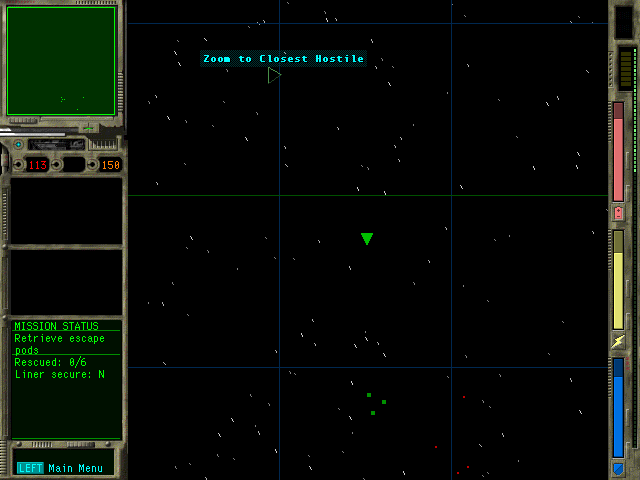 Zoom to Closest Hostile
113 150
MISSION STATUS
Retrieve escape
pods
Rescued: 0/6
Liner secure: N
LEFT Main Menu